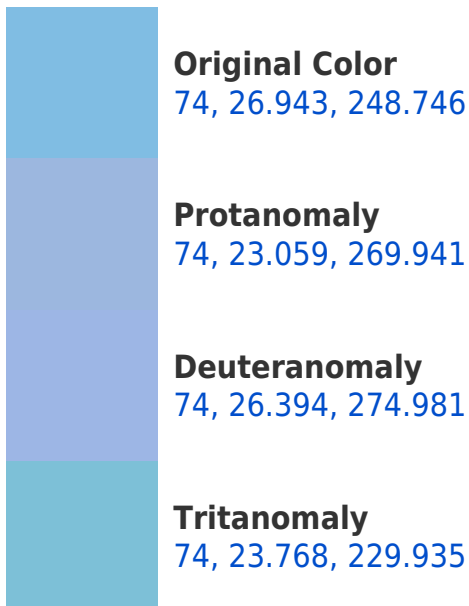 Original Color
74, 26.943, 248.746
Protanomaly
74, 23.059, 269.941
Deuteranomaly
74, 26.394, 274.981
Tritanomaly
74, 23.768, 229.935